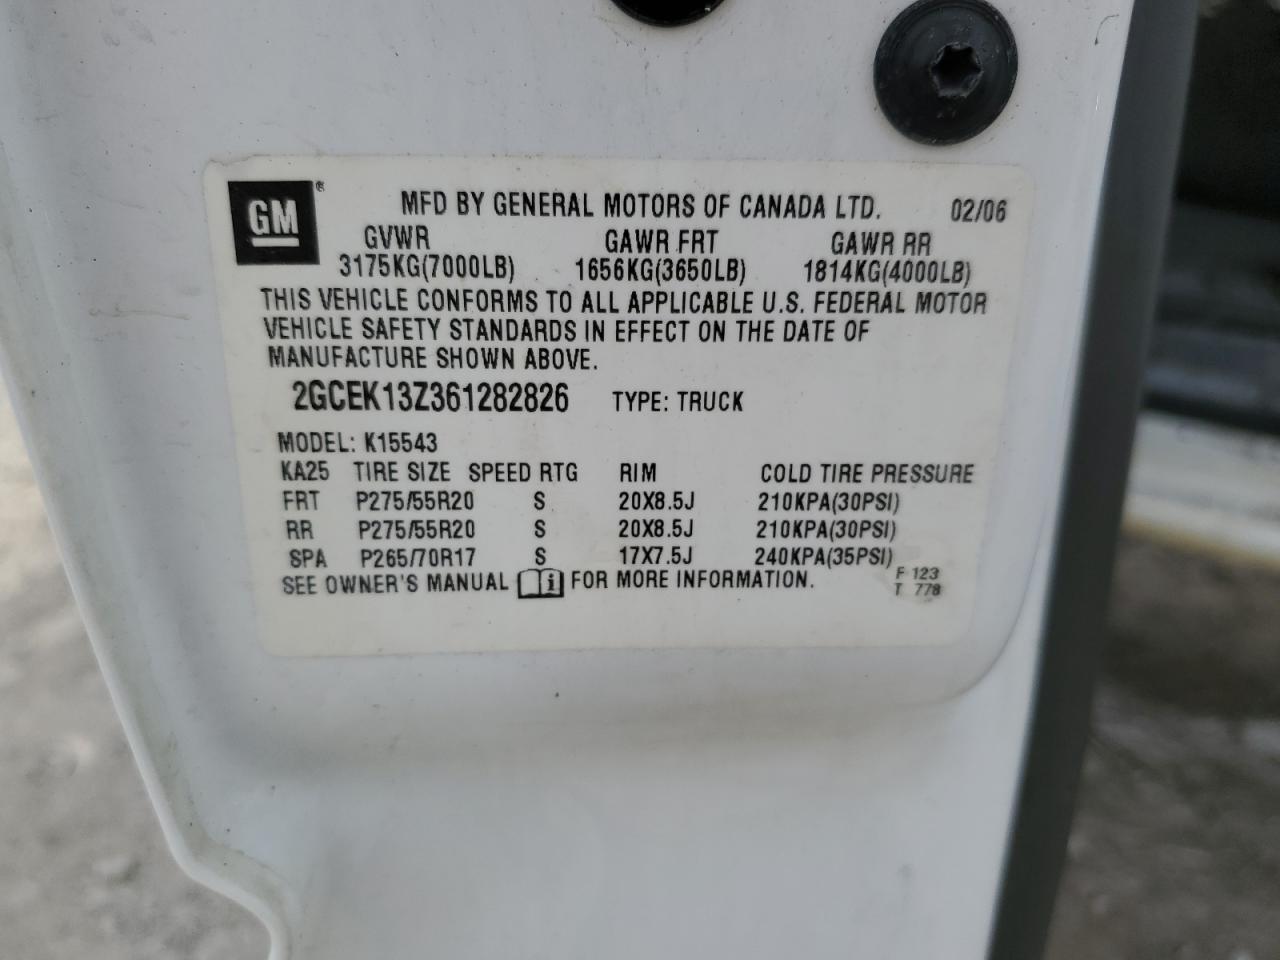 GM®
MFD BY GENERAL MOTORS OF CANADA LTD. 02/06
GVWR GAWR FRT GAWR RR
3175KG(7000LB) 1656KG(3650LB) 1814KG(4000LB)
THIS VEHICLE CONFORMS TO ALL APPLICABLE U.S. FEDERAL MOTOR
VEHICLE SAFETY STANDARDS IN EFFECT ON THE DATE OF
MANUFACTURE SHOWN ABOVE.
2GCEK13Z361282826 TYPE: TRUCK
MODEL: K15543
KA25 TIRE SIZE SPEED RTG RIM COLD TIRE PRESSURE
FRT P275/55R20 S 20X8.5J 210KPA(30PSI)
RR P275/55R20 S 20X8.5J 210KPA(30PSI)
SPA P265/70R17 S 17X7.5J 240KPA(35PSI)
SEE OWNER'S MANUAL i FOR MORE INFORMATION.
F 123
T 778